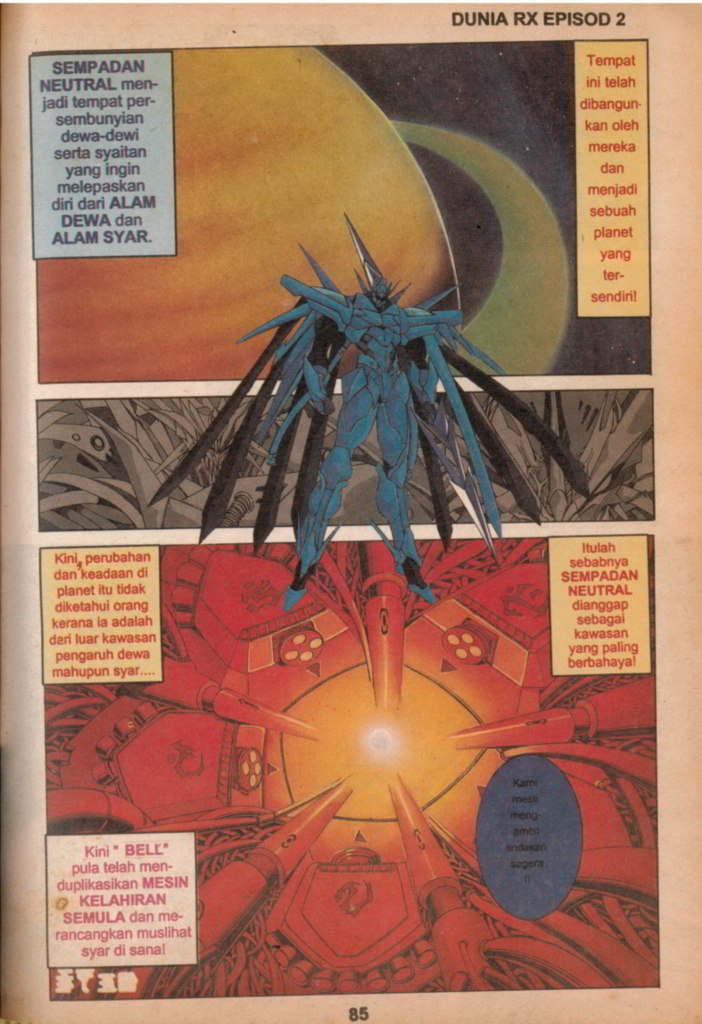 DUNIA RX EPISOD 2
SEMPADAN
NEUTRAL men-
jadi tempat per-
sembunyian
dewa-dewi
serta syaitan
yang ingin
melepaskan
diri dari ALAM
DEWA dan
ALAM SYAR.
Tempat
ini telah
dibangun-
kan oleh
mereka
dan
menjadi
sebuah
planet
yang
ter-
sendiri!
Kini, perubahan
dan keadaan di
planet itu tidak
diketahui orang
kerana ia adalah
dari luar kawasan
pengaruh dewa
mahupun syar....
Itulah
sebabnya
SEMPADAN
NEUTRAL
dianggap
sebagai
kawasan
yang paling
berbahaya!
Kami
mesti
meng-
ambil
tindakan
segera
!!
Kini " BELL"
pula telah men-
duplikasikan MESIN
KELAHIRAN
SEMULA dan me-
rancangkan muslihat
syar di sana!
85